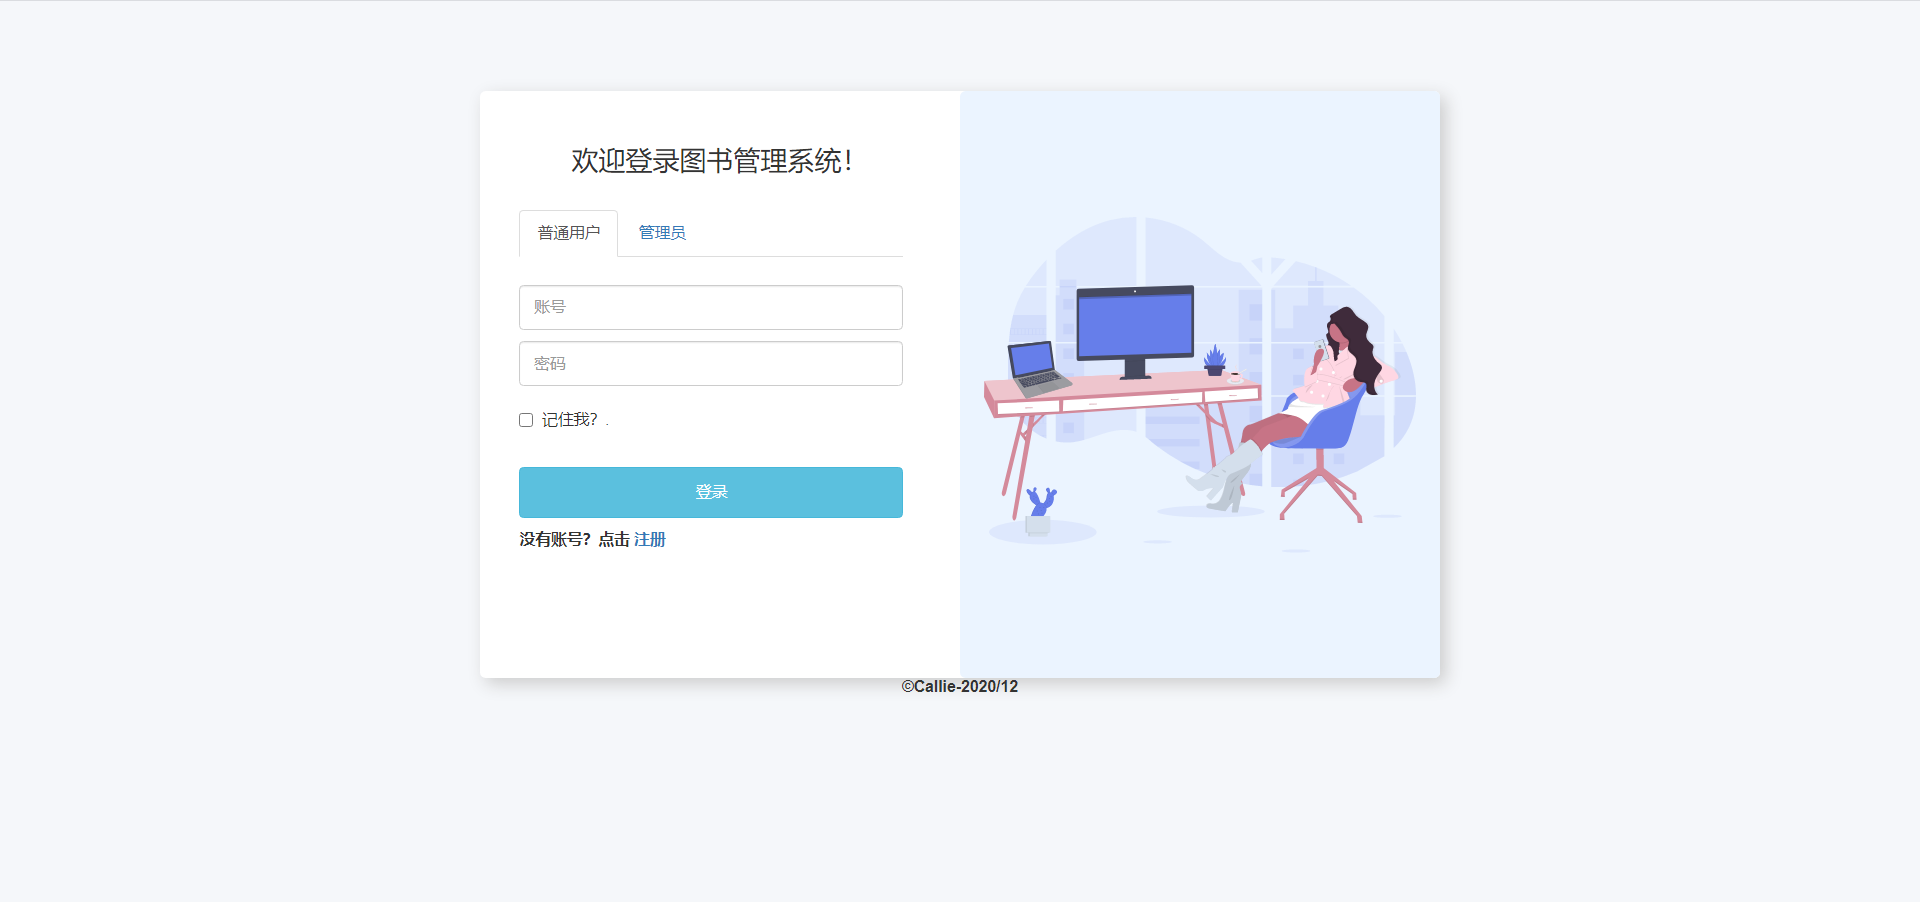 欢迎登录图书管理系统！
普通用户 管理员
账号
密码
记住我？.
登录
没有账号？点击 注册
©Callie-2020/12